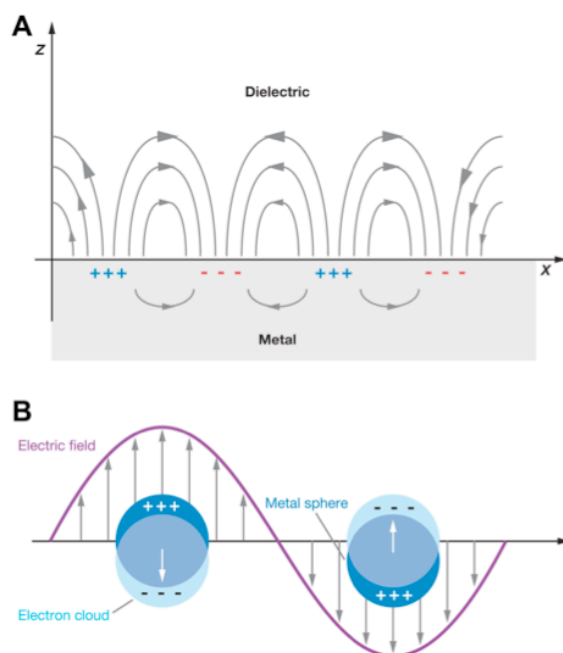 A
z
Dielectric
+++ - - - +++ - - -
x
Metal
B
Electric field
Metal sphere
+++ - - -
- - - +++
Electron cloud